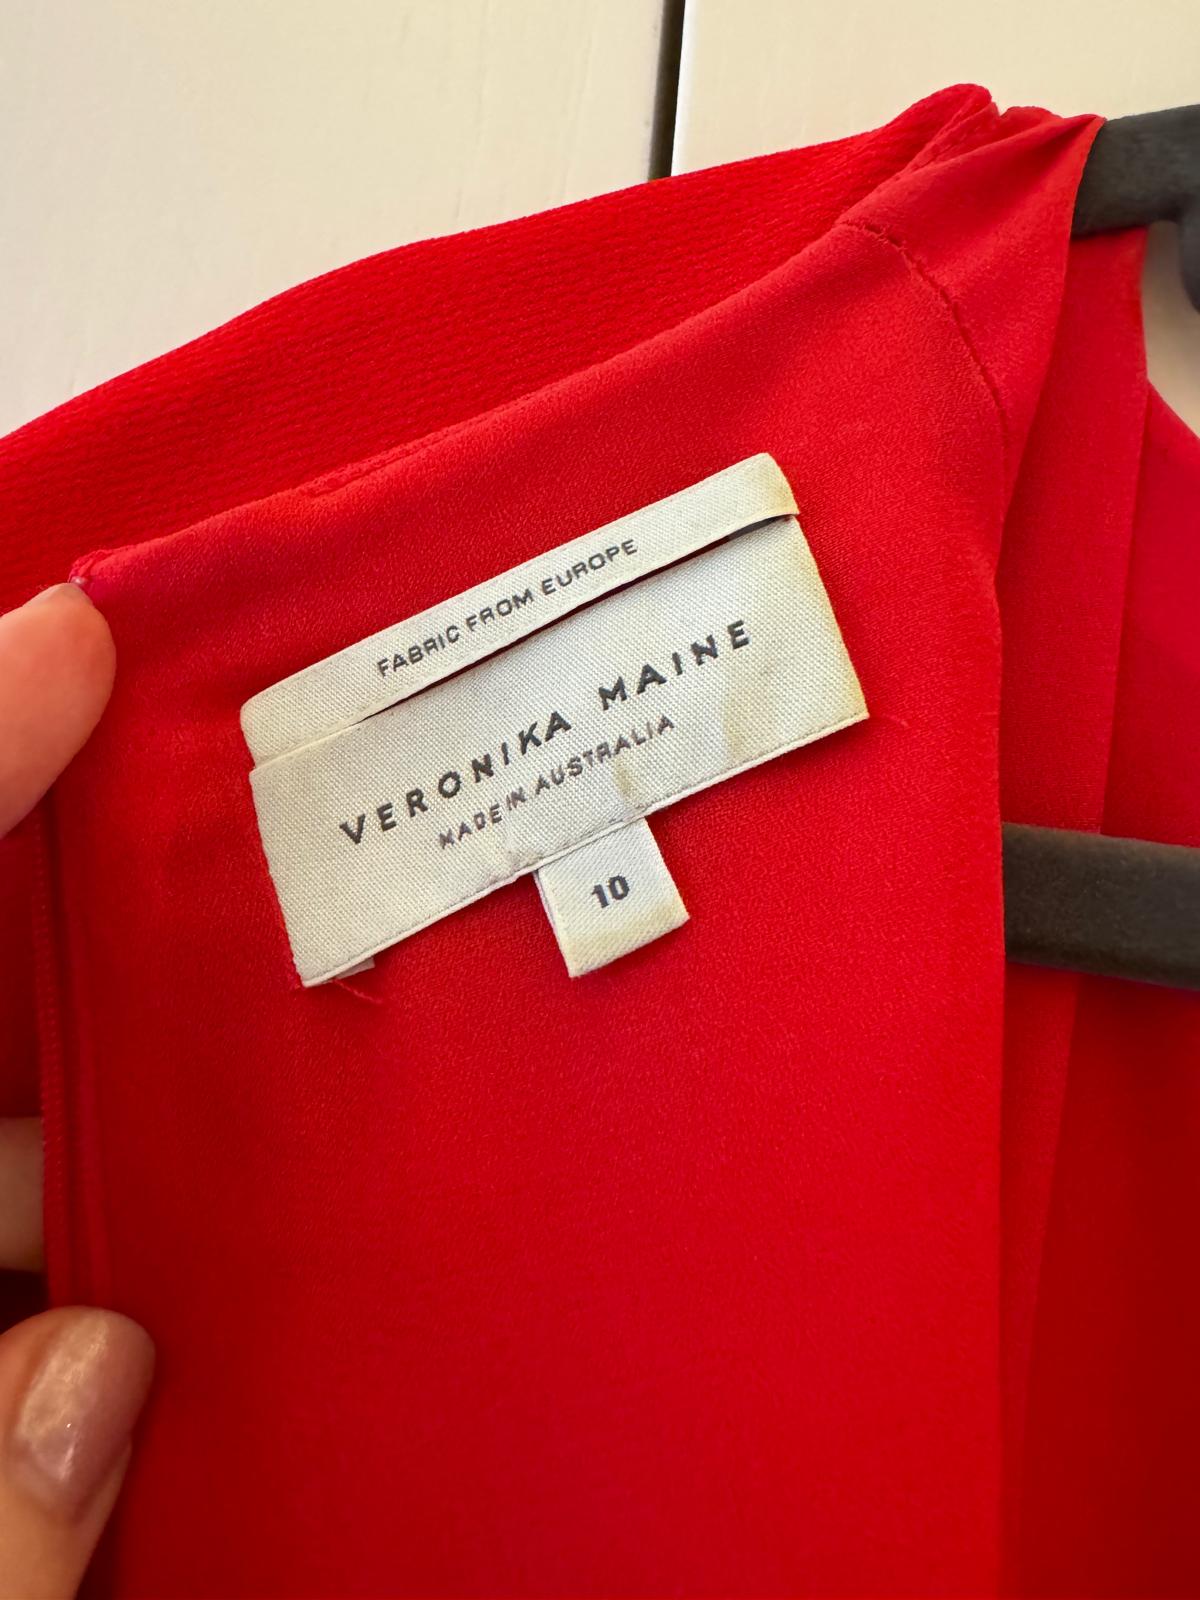 FABRIC FROM EUROPE
VERONIKA MAINE
MADE IN AUSTRALIA
10